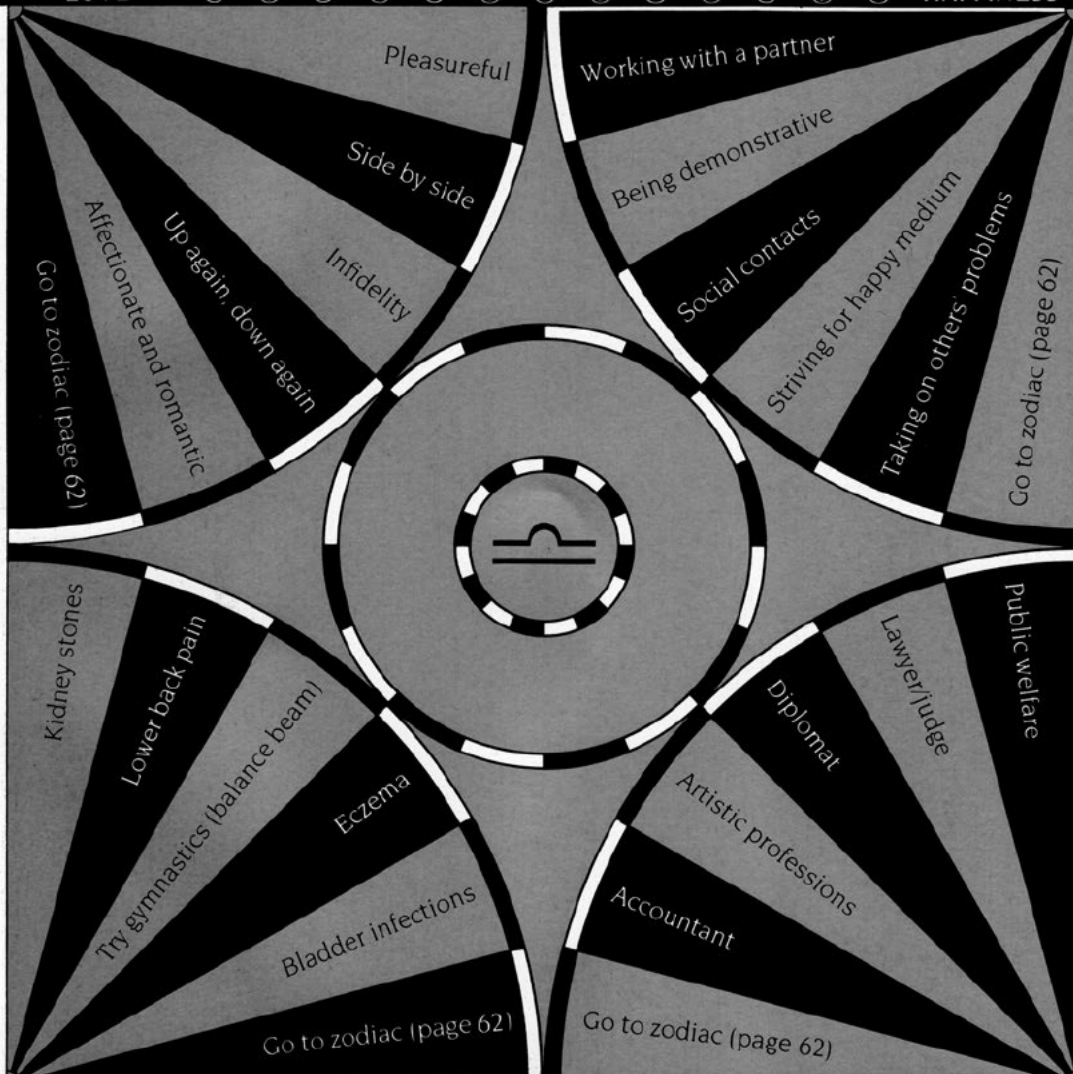 Pleasureful
Side by side
Infidelity
Up again, down again
Affectionate and romantic
Go to zodiac (page 62)
Working with a partner
Being demonstrative
Social contacts
Striving for happy medium
Taking on others' problems
Go to zodiac (page 62)
Kidney stones
Lower back pain
Try gymnastics (balance beam)
Eczema
Bladder infections
Go to zodiac (page 62)
Public welfare
Lawyer/judge
Diplomat
Artistic professions
Accountant
Go to zodiac (page 62)